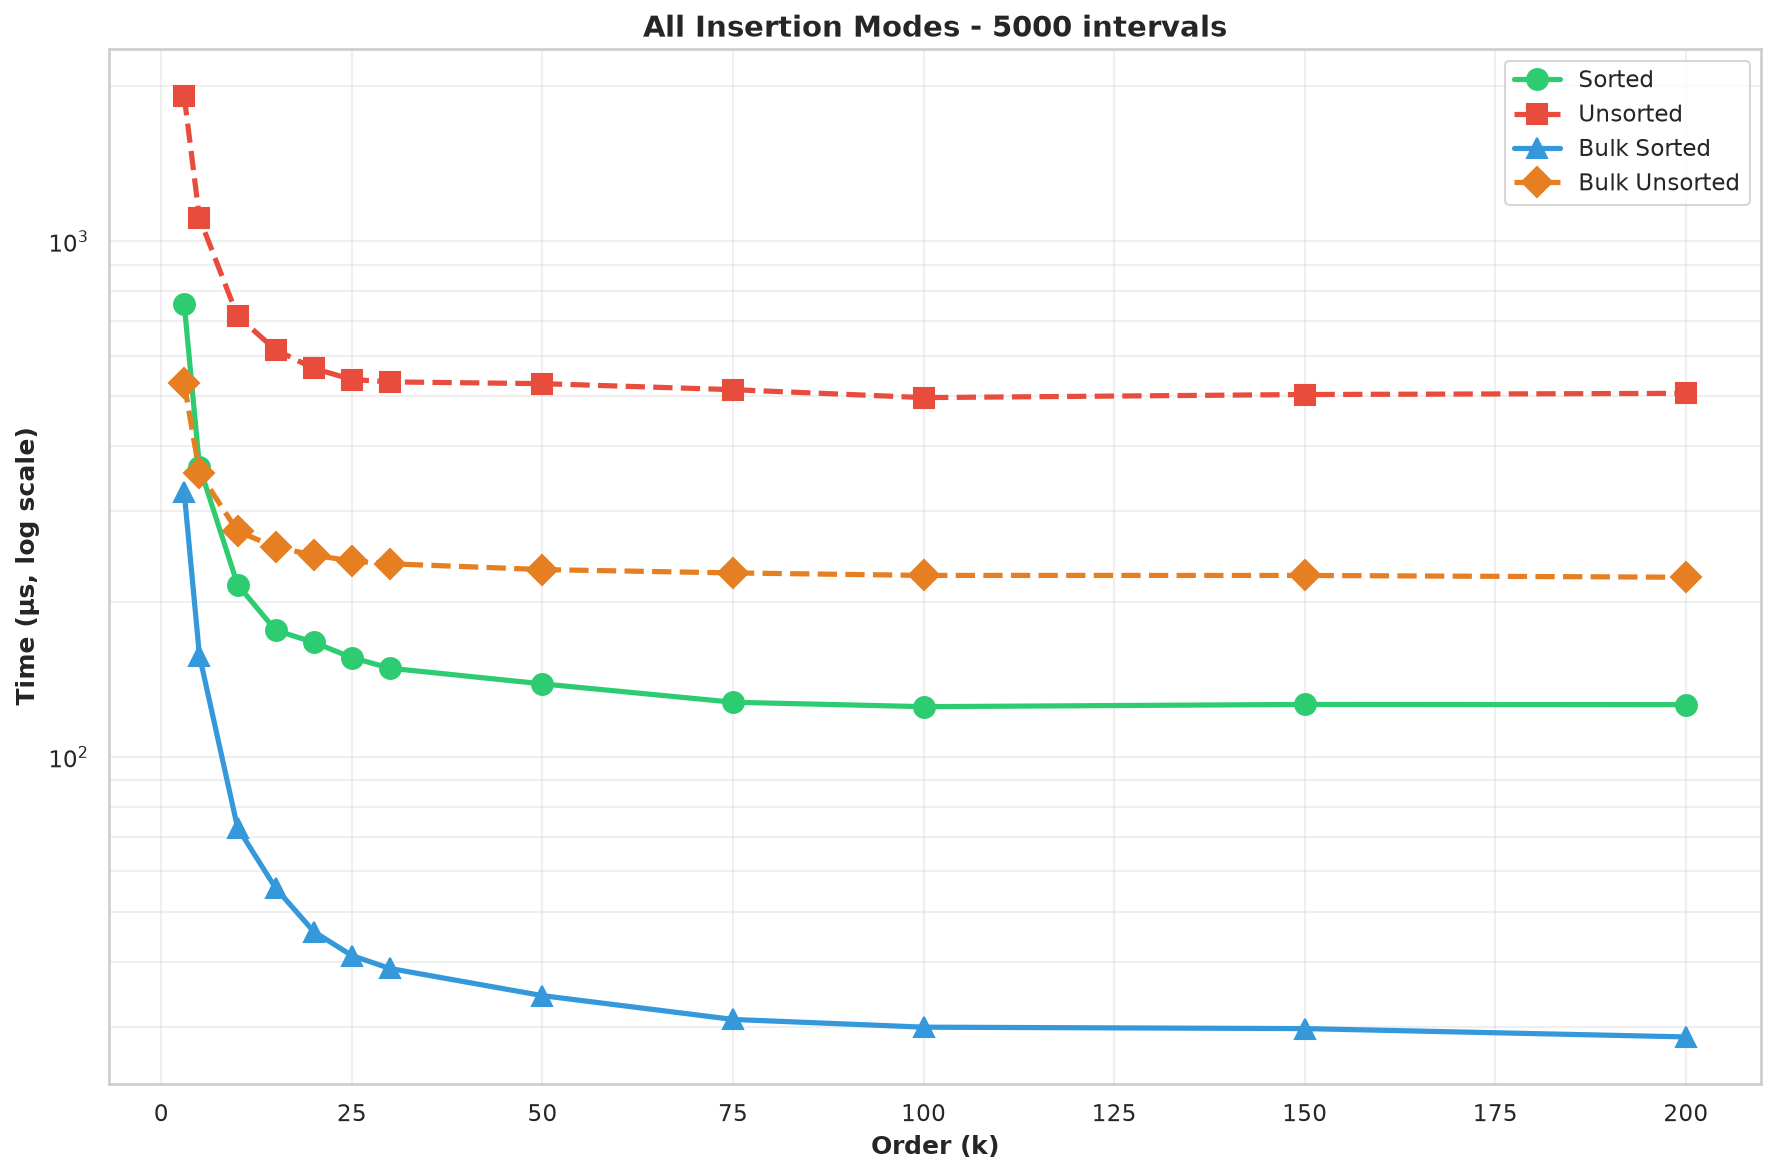 All Insertion Modes - 5000 intervals
Sorted
Unsorted
Bulk Sorted
Bulk Unsorted
Time (µs, log scale)
10³
10²
0 25 50 75 100 125 150 175 200
Order (k)